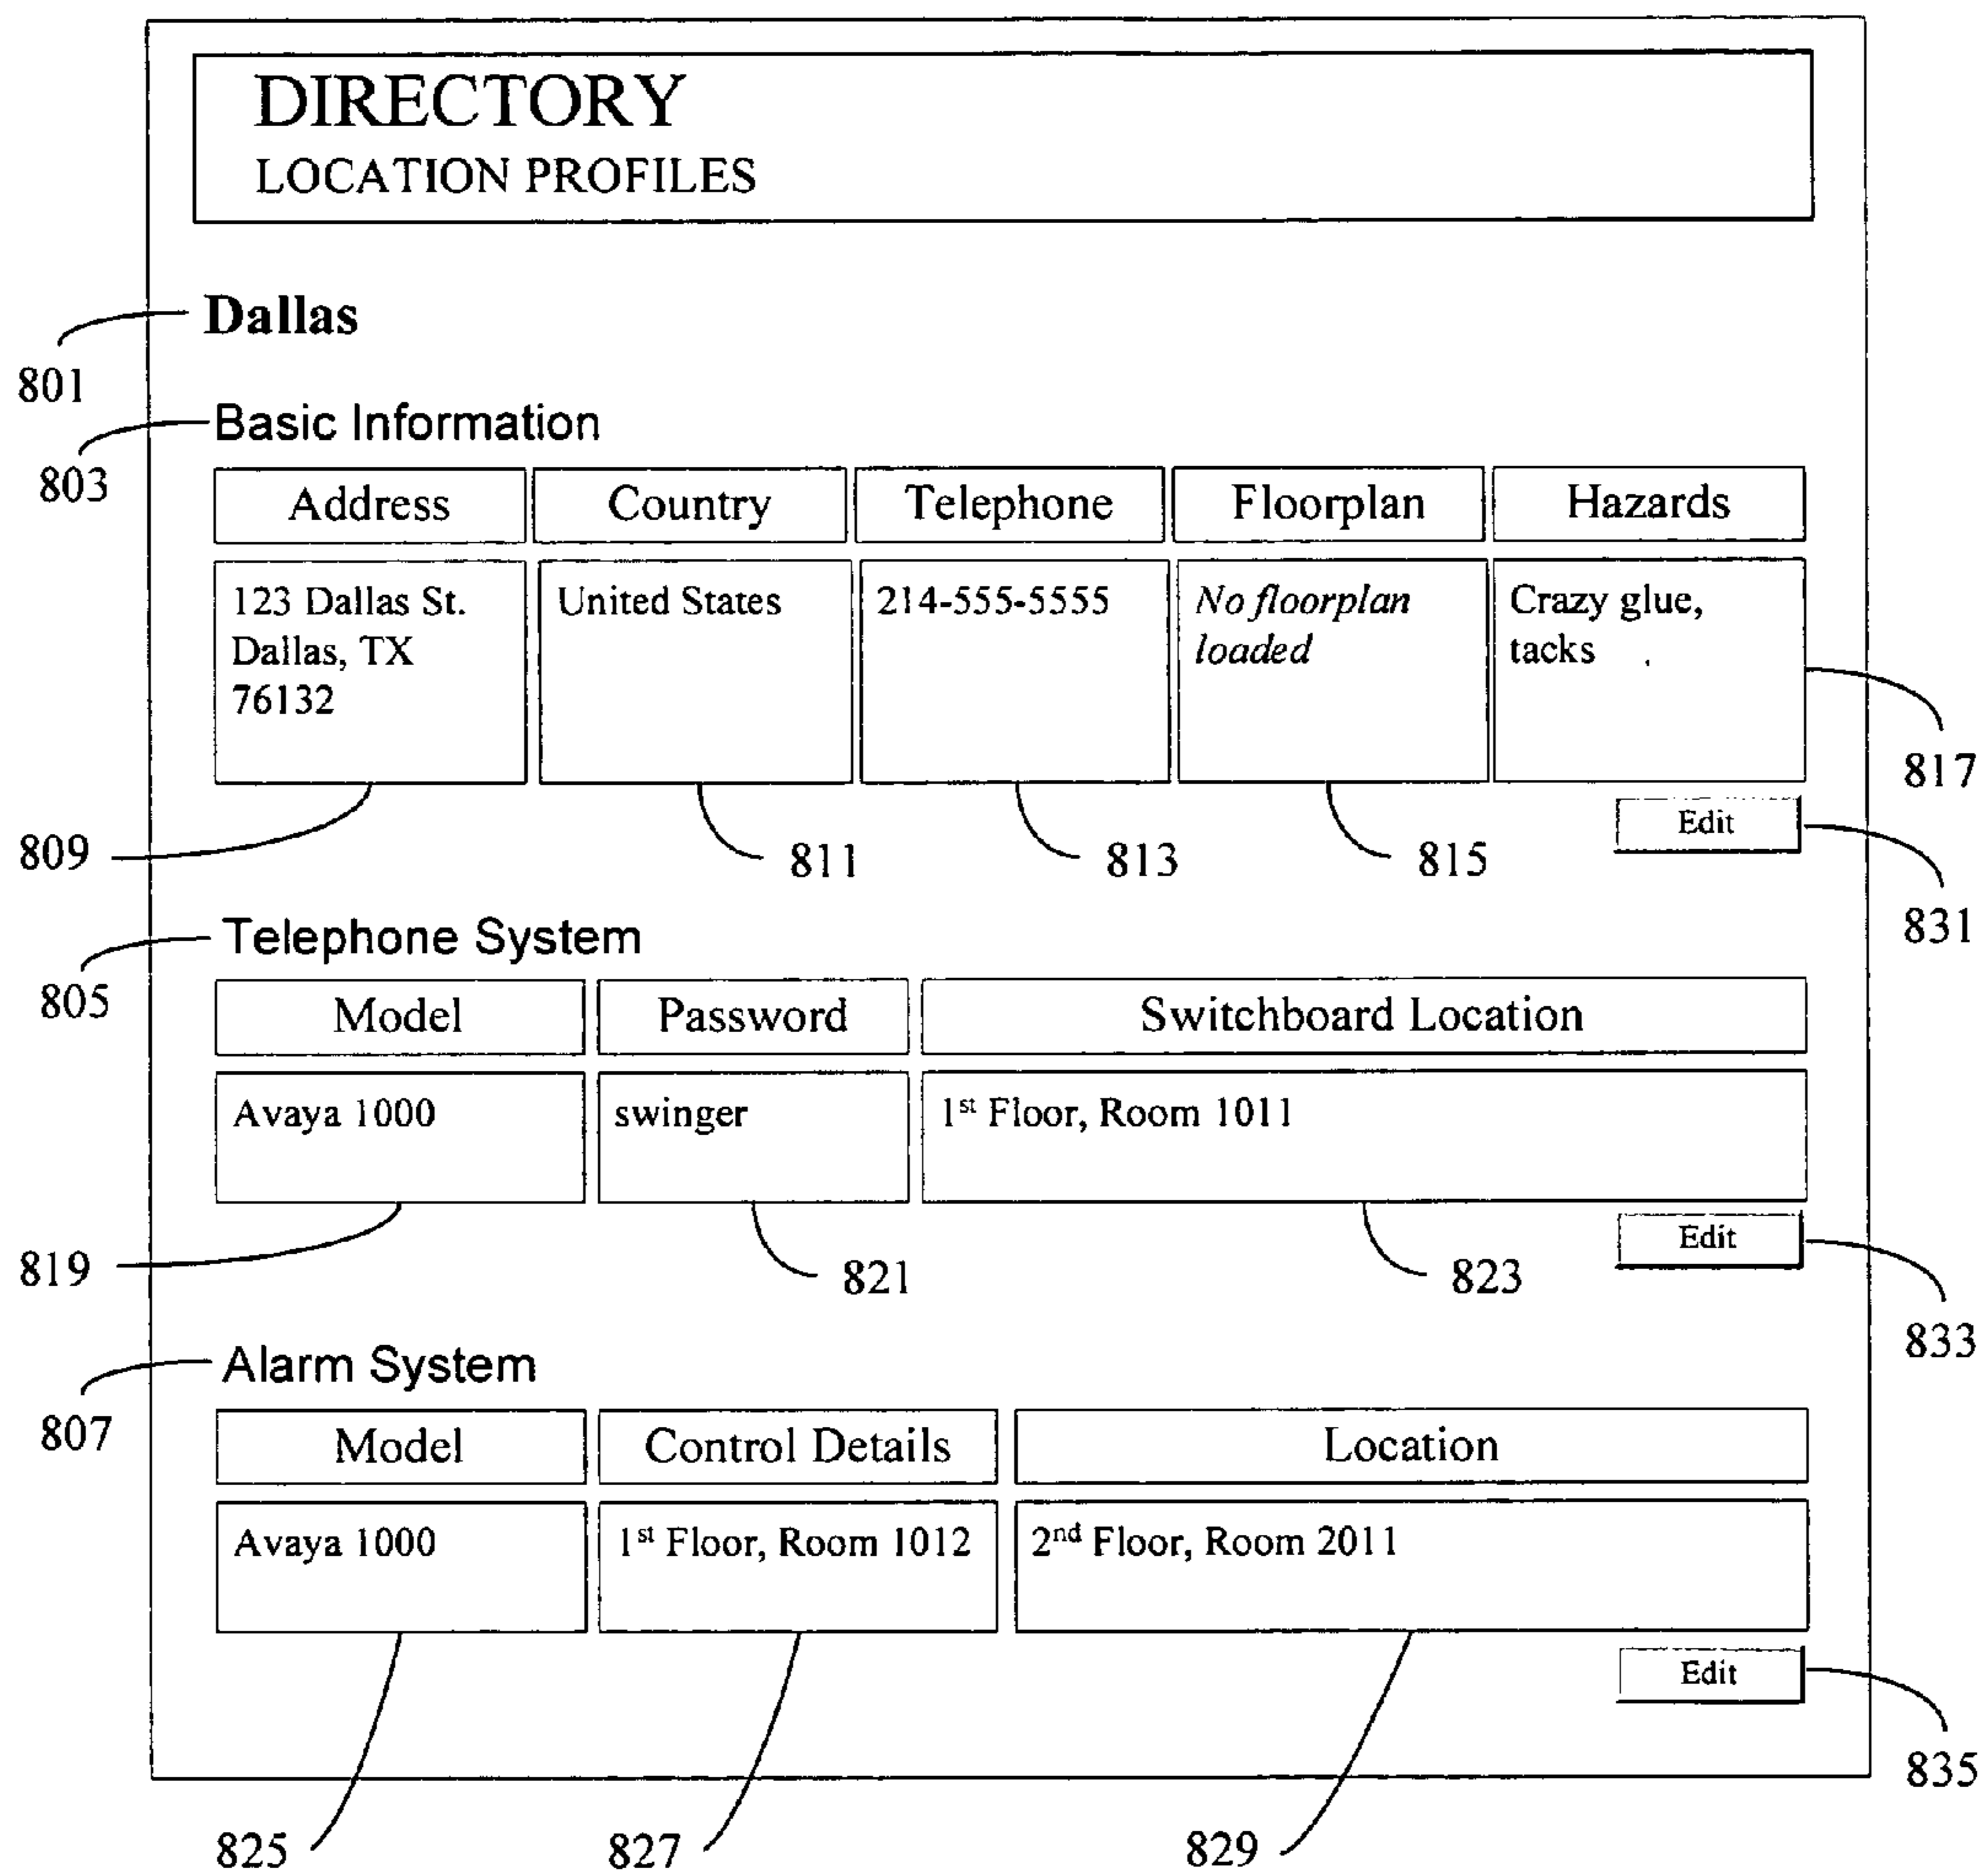 DIRECTORY
LOCATION PROFILES
Dallas
801
Basic Information
803
Address Country Telephone Floorplan Hazards
123 Dallas St. United States 214-555-5555 No floorplan Crazy glue,
Dallas, TX loaded tacks
76132
817
Edit
809 811 813 815
831
Telephone System
805
Model Password Switchboard Location
Avaya 1000 swinger 1st Floor, Room 1011
Edit
819 821 823
833
Alarm System
807
Model Control Details Location
Avaya 1000 1st Floor, Room 1012 2nd Floor, Room 2011
Edit
835
825 827 829